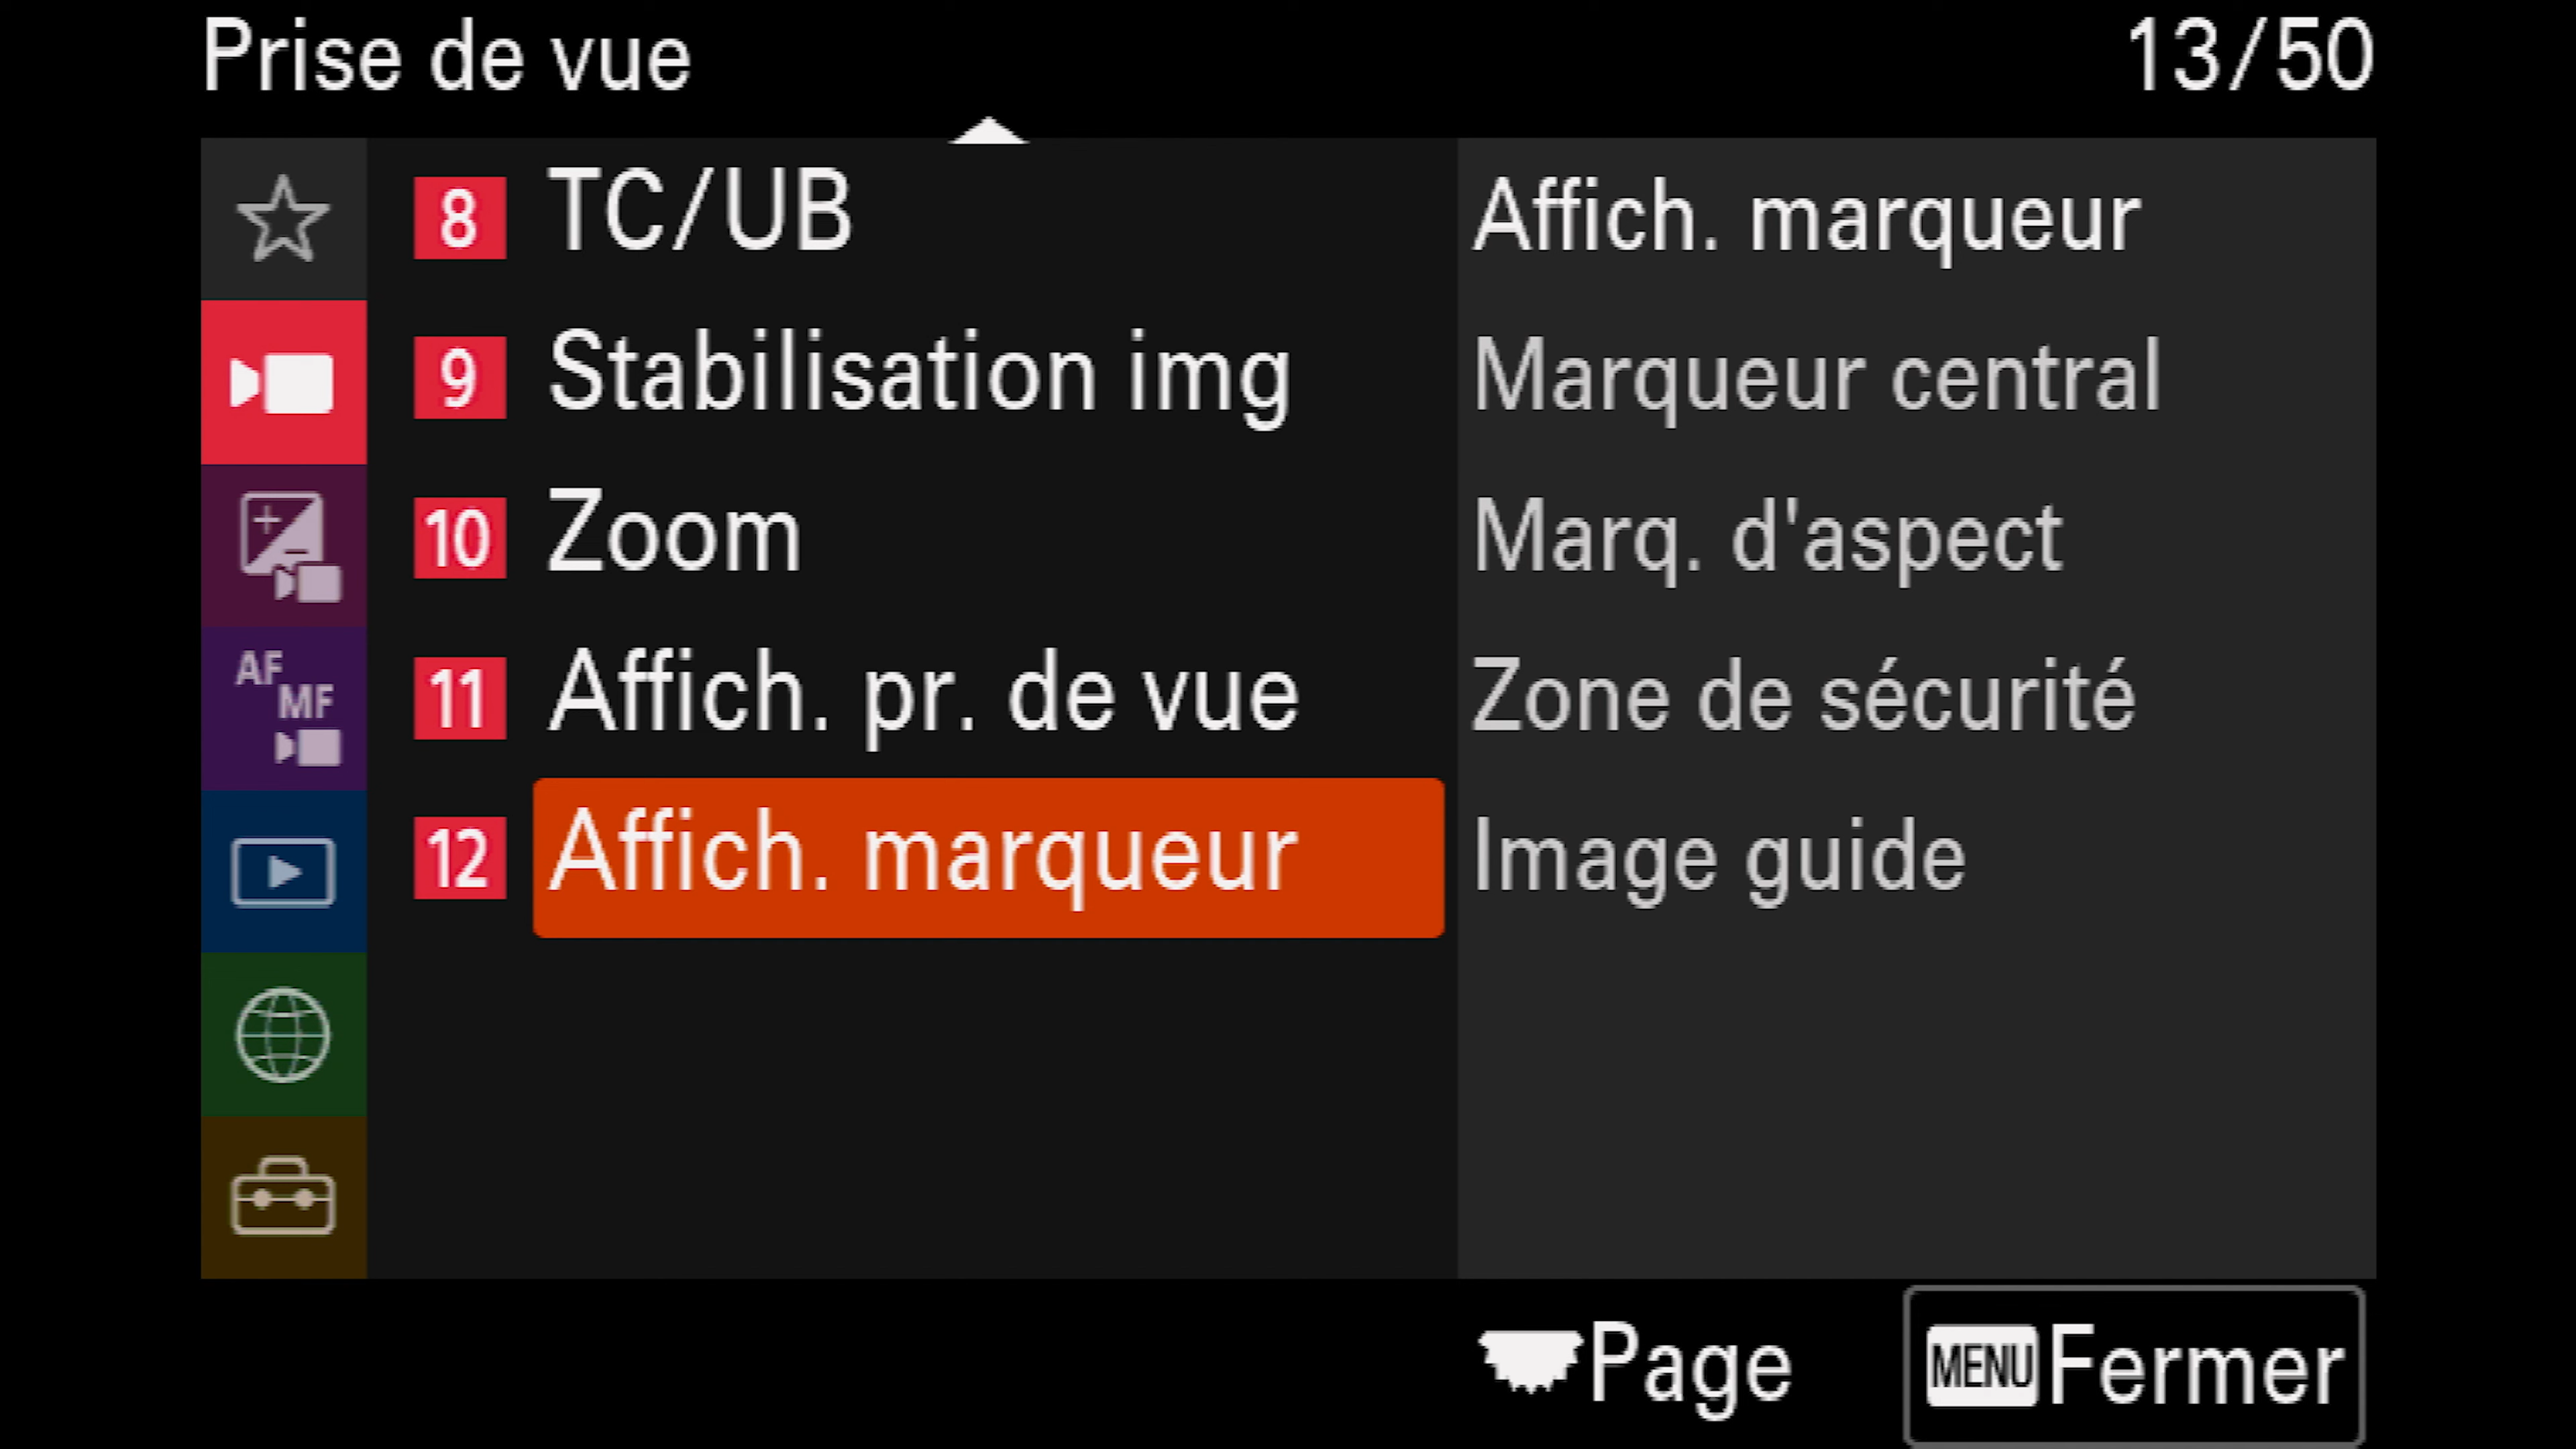 Prise de vue
13/50
8 TC/UB
9 Stabilisation img
10 Zoom
11 Affich. pr. de vue
12 Affich. marqueur
AF
MF
Affich. marqueur
Marqueur central
Marq. d'aspect
Zone de sécurité
Image guide
Page
MENU Fermer